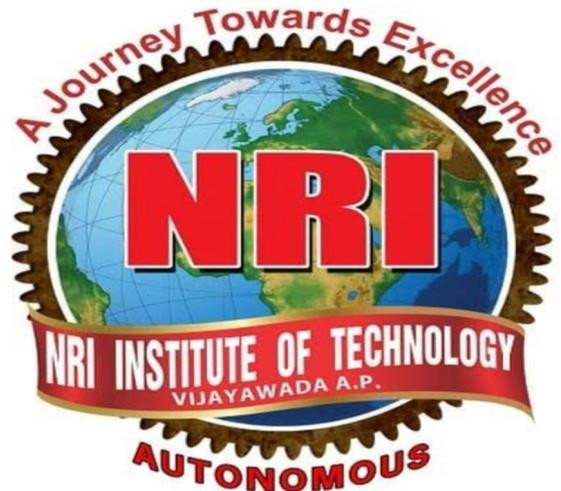 A Journey Towards Excellence
NRI
NRI INSTITUTE OF TECHNOLOGY
VIJAYAWADA A.P.
AUTONOMOUS